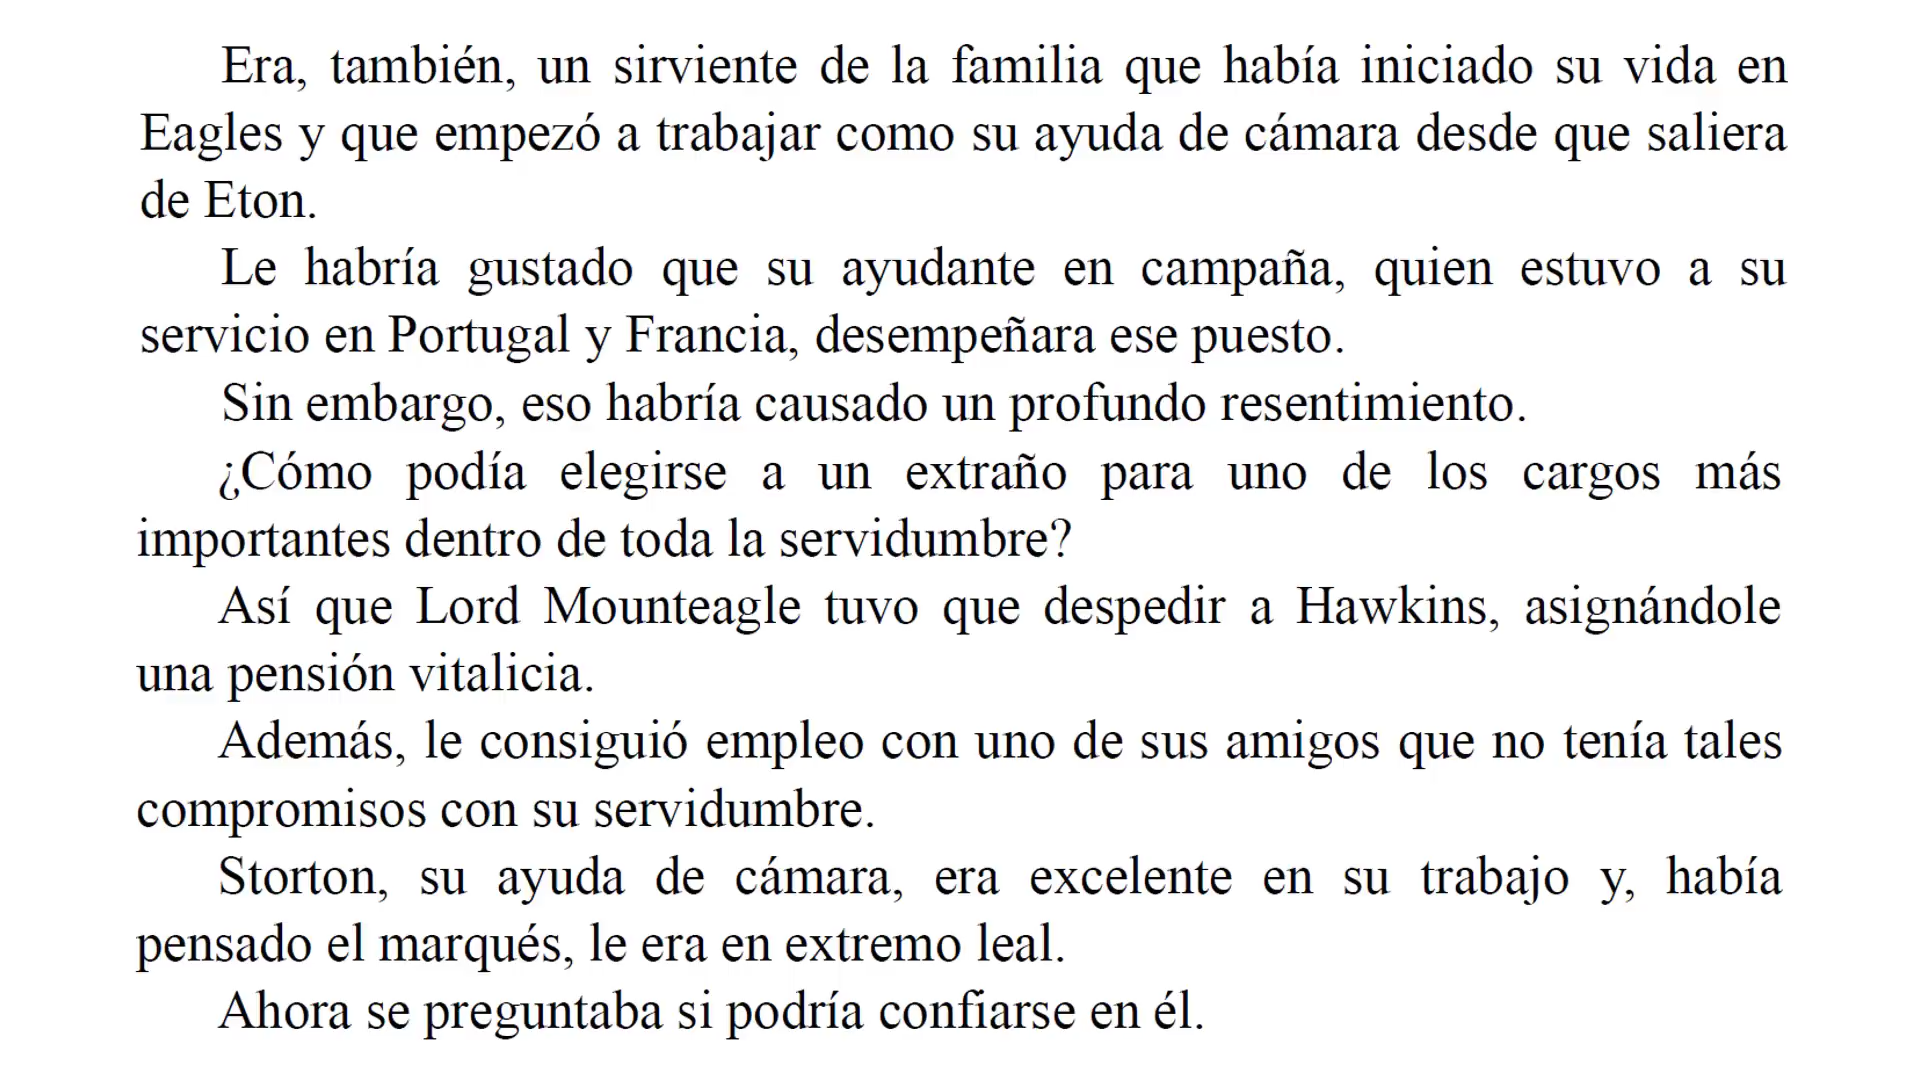 Era, también, un sirviente de la familia que había iniciado su vida en
Eagles y que empezó a trabajar como su ayuda de cámara desde que saliera
de Eton.
Le habría gustado que su ayudante en campaña, quien estuvo a su
servicio en Portugal y Francia, desempeñara ese puesto.
Sin embargo, eso habría causado un profundo resentimiento.
¿Cómo podía elegirse a un extraño para uno de los cargos más
importantes dentro de toda la servidumbre?
Así que Lord Mounteagle tuvo que despedir a Hawkins, asignándole
una pensión vitalicia.
Además, le consiguió empleo con uno de sus amigos que no tenía tales
compromisos con su servidumbre.
Storton, su ayuda de cámara, era excelente en su trabajo y, había
pensado el marqués, le era en extremo leal.
Ahora se preguntaba si podría confiarse en él.